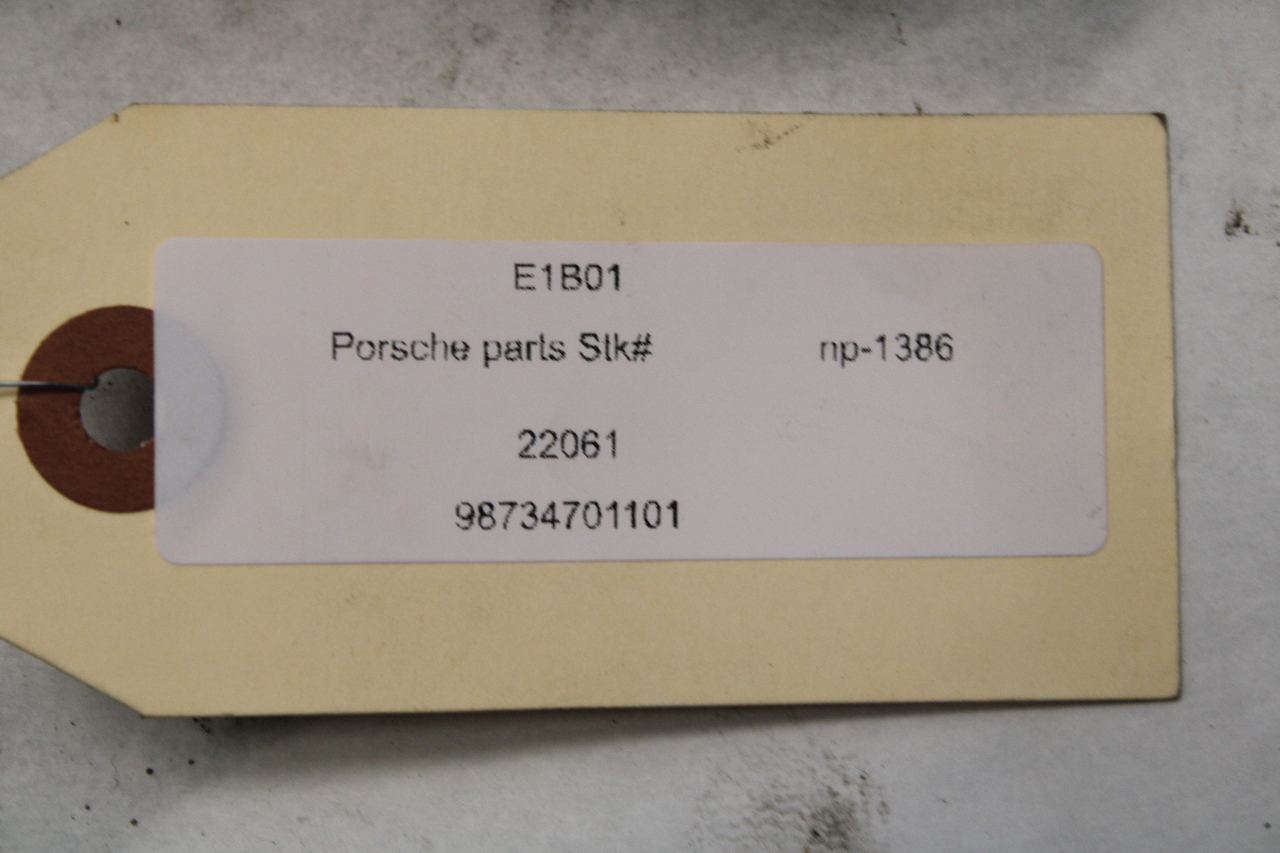 E1B01
Porsche parts Stk# np-1386
22061
98734701101